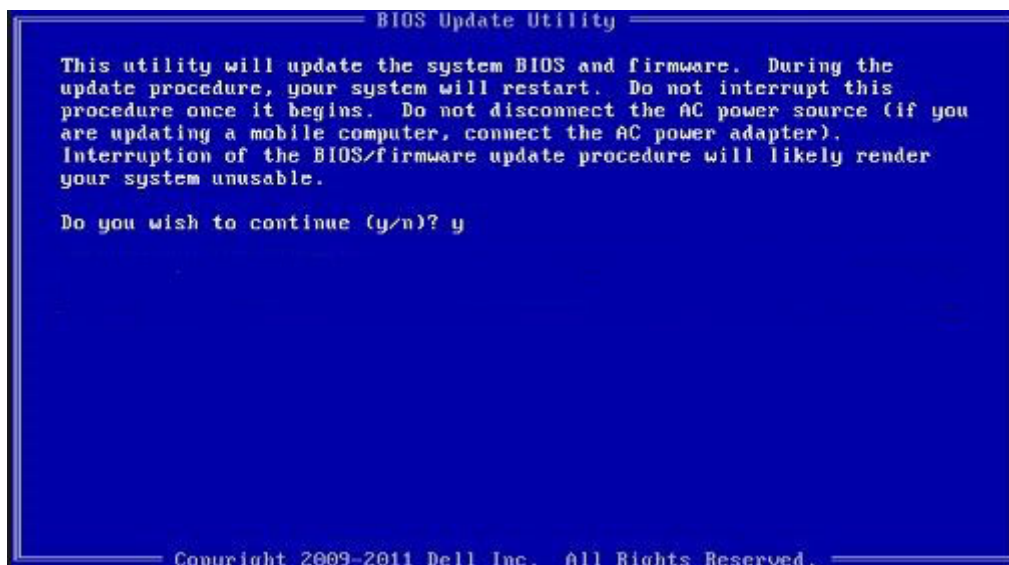 BIOS Update Utility
This utility will update the system BIOS and firmware. During the
update procedure, your system will restart. Do not interrupt this
procedure once it begins. Do not disconnect the AC power source (if you
are updating a mobile computer, connect the AC power adapter).
Interruption of the BIOS/firmware update procedure will likely render
your system unusable.
Do you wish to continue (y/n)? y
Copyright 2009-2011 Dell Inc. All Rights Reserved.